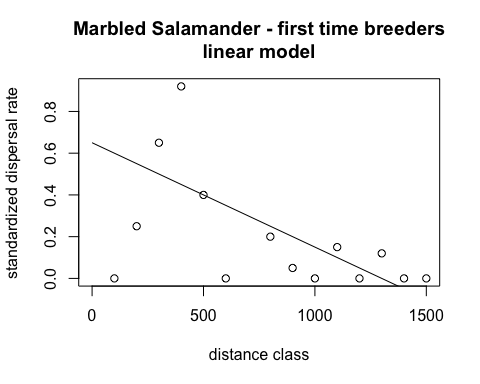 Marbled Salamander - first time breeders
linear model
standardized dispersal rate
0.8
0.6
0.4
0.2
0.0
0 500 1000 1500
distance class